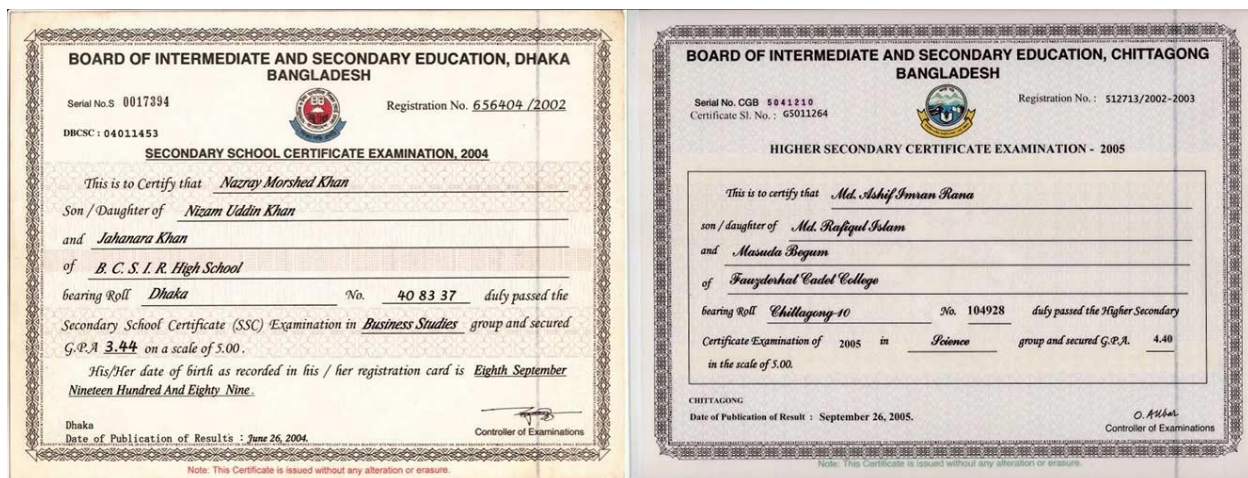 BOARD OF INTERMEDIATE AND SECONDARY EDUCATION, DHAKA
BANGLADESH
Serial No.S 0017394
Registration No. 656404 /2002
DBCSC : 04011453
SECONDARY SCHOOL CERTIFICATE EXAMINATION, 2004
This is to Certify that Nazray Morshed Khan
Son / Daughter of Nizam Uddin Khan
and Jahanara Khan
of B. C. S. I. R. High School
bearing Roll Dhaka No. 40 83 37 duly passed the
Secondary School Certificate (SSC) Examination in Business Studies group and secured
G.P.A 3.44 on a scale of 5.00 .
His/Her date of birth as recorded in his / her registration card is Eighth September
Nineteen Hundred And Eighty Nine .
Dhaka
Date of Publication of Results : June 26, 2004.
Controller of Examinations
Note: This Certificate is issued without any alteration or erasure.
BOARD OF INTERMEDIATE AND SECONDARY EDUCATION, CHITTAGONG
BANGLADESH
Serial No. CGB 5041210
Registration No. : 512713/2002-2003
Certificate Sl. No. : G5011264
HIGHER SECONDARY CERTIFICATE EXAMINATION - 2005
This is to certify that Md. Ashif Imran Rana
son / daughter of Md. Rafiqul Islam
and Masuda Begum
of Fauzderhat Cadet College
bearing Roll Chittagong-10 No. 104928 duly passed the Higher Secondary
Certificate Examination of 2005 in Science group and secured G.P.A. 4.40
in the scale of 5.00.
CHITTAGONG
Date of Publication of Result : September 26, 2005.
O. Akbar
Controller of Examinations
Note: This Certificate is issued without any alteration or erasure.